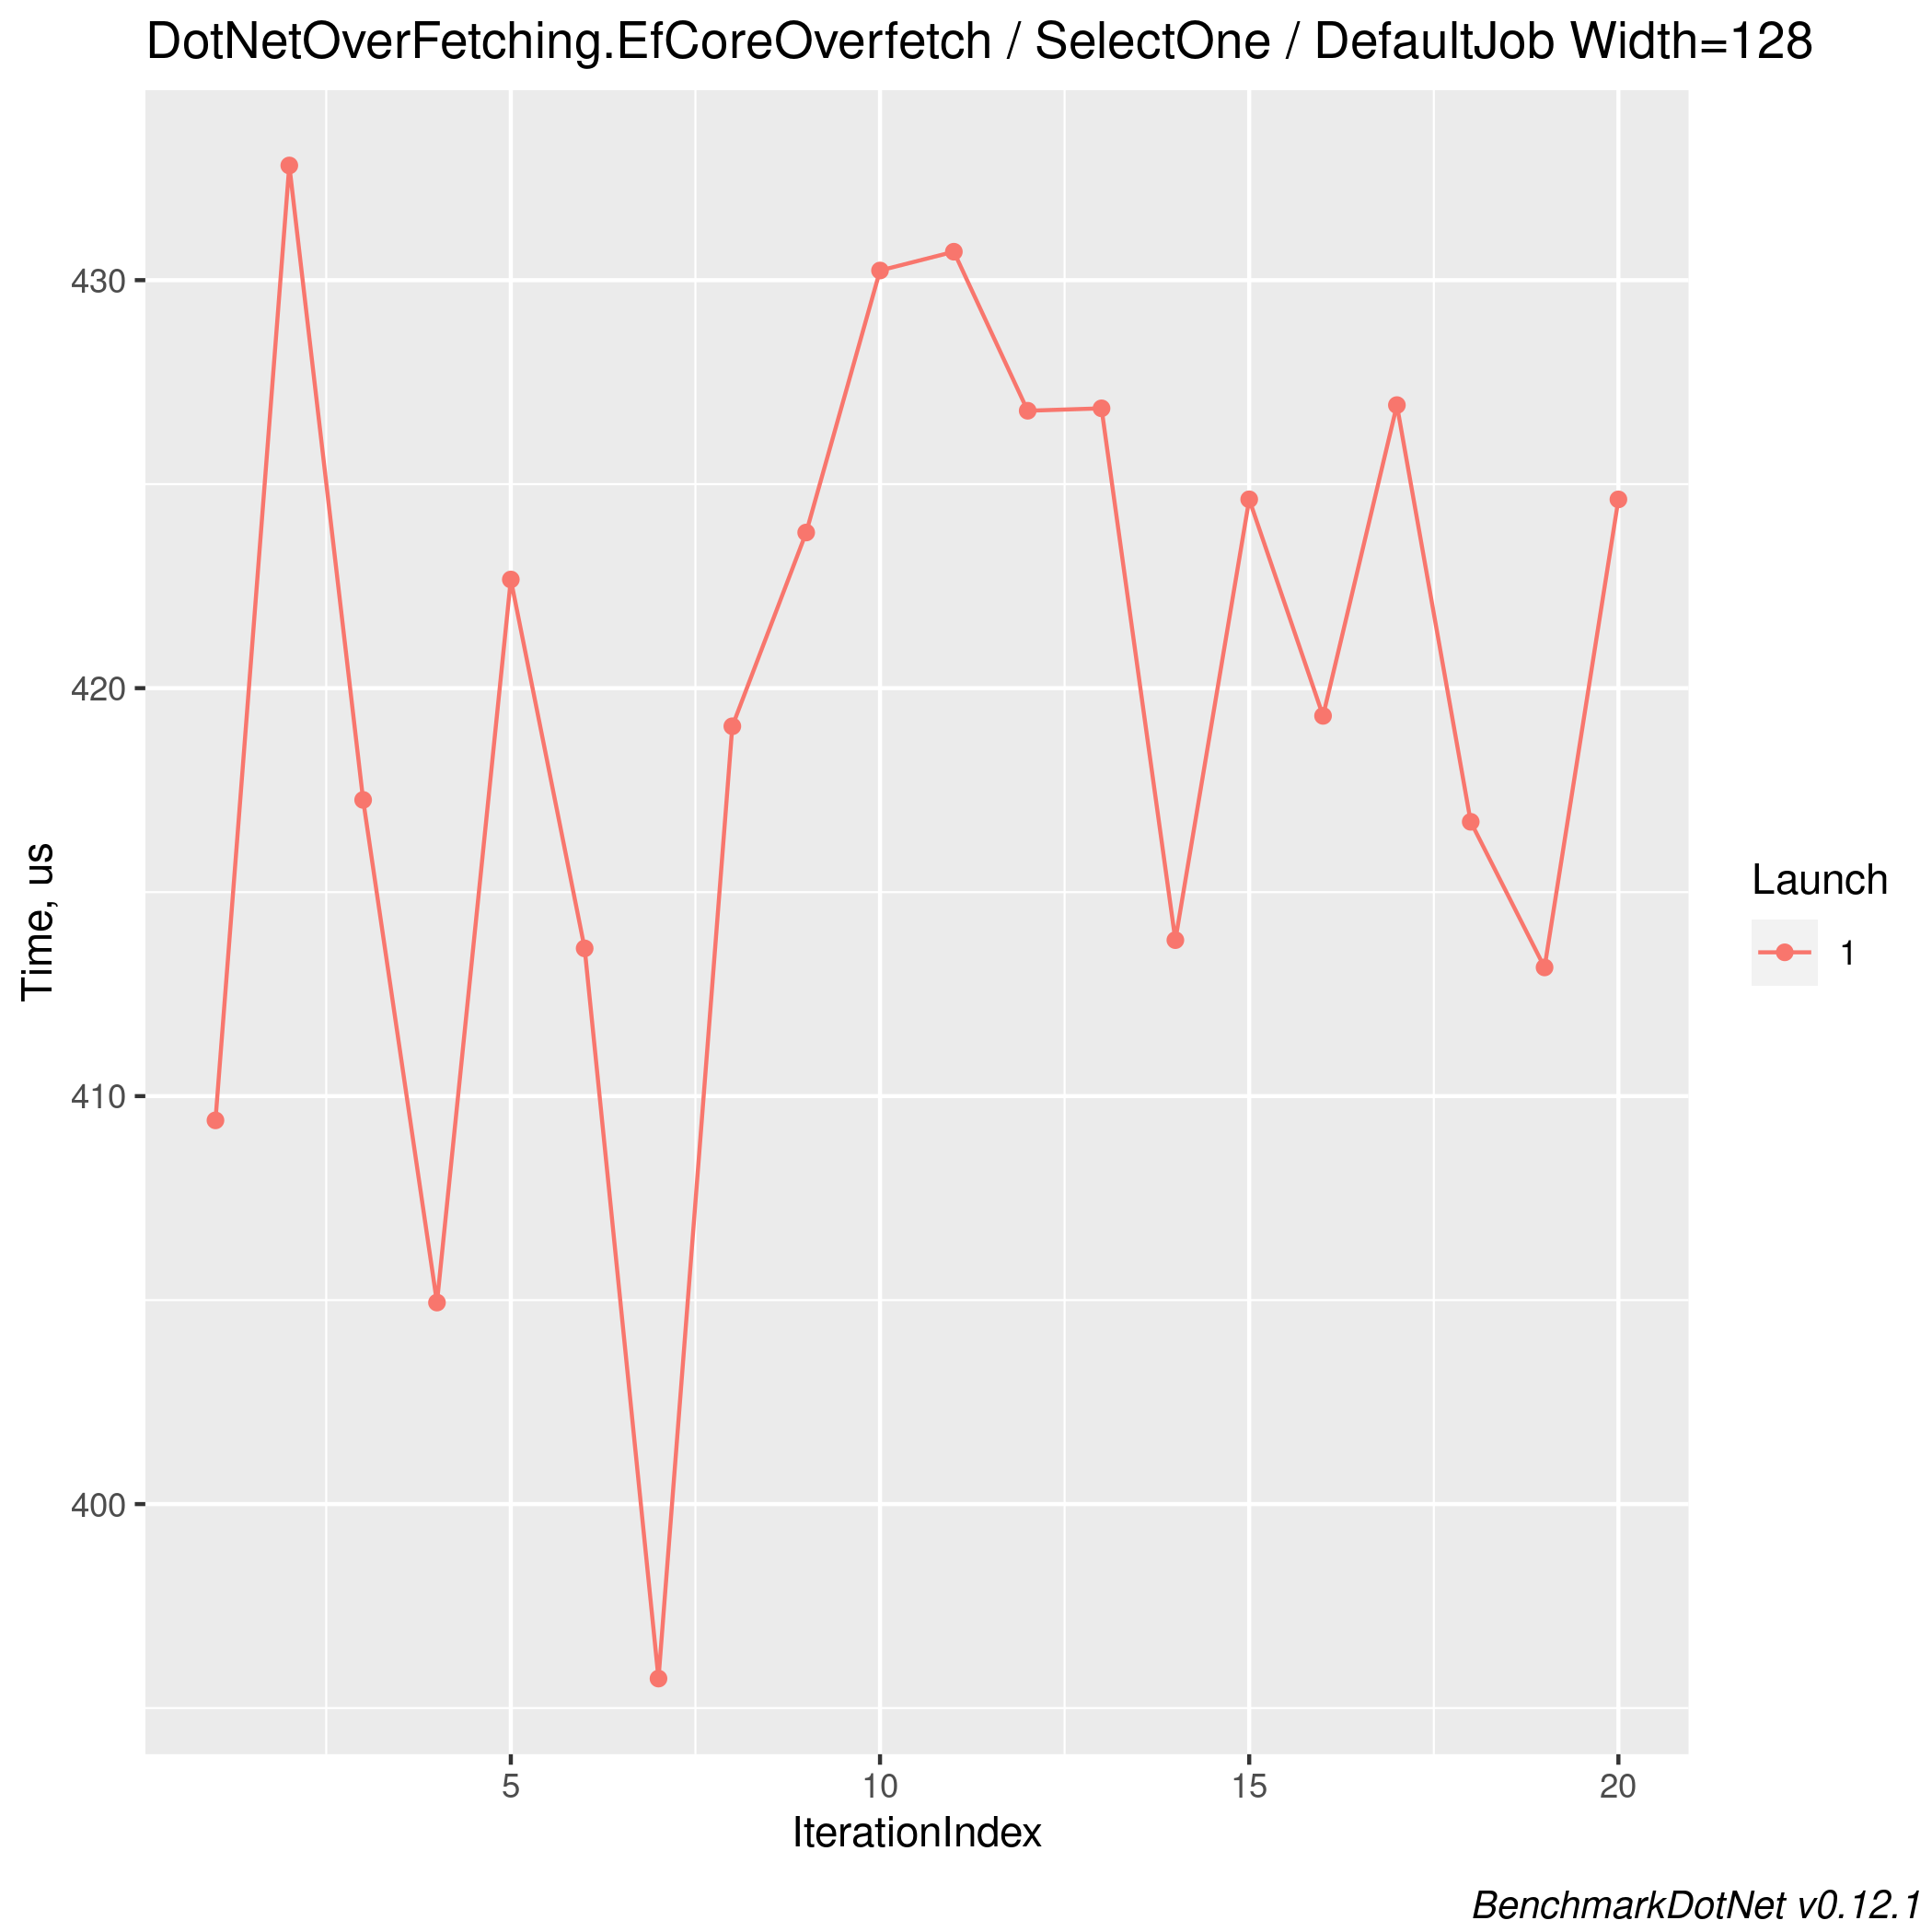 DotNetOverFetching.EfCoreOverfetch / SelectOne / DefaultJob Width=128
430
420
410
400
Time, us
5 10 15 20
IterationIndex
Launch
1
BenchmarkDotNet v0.12.1